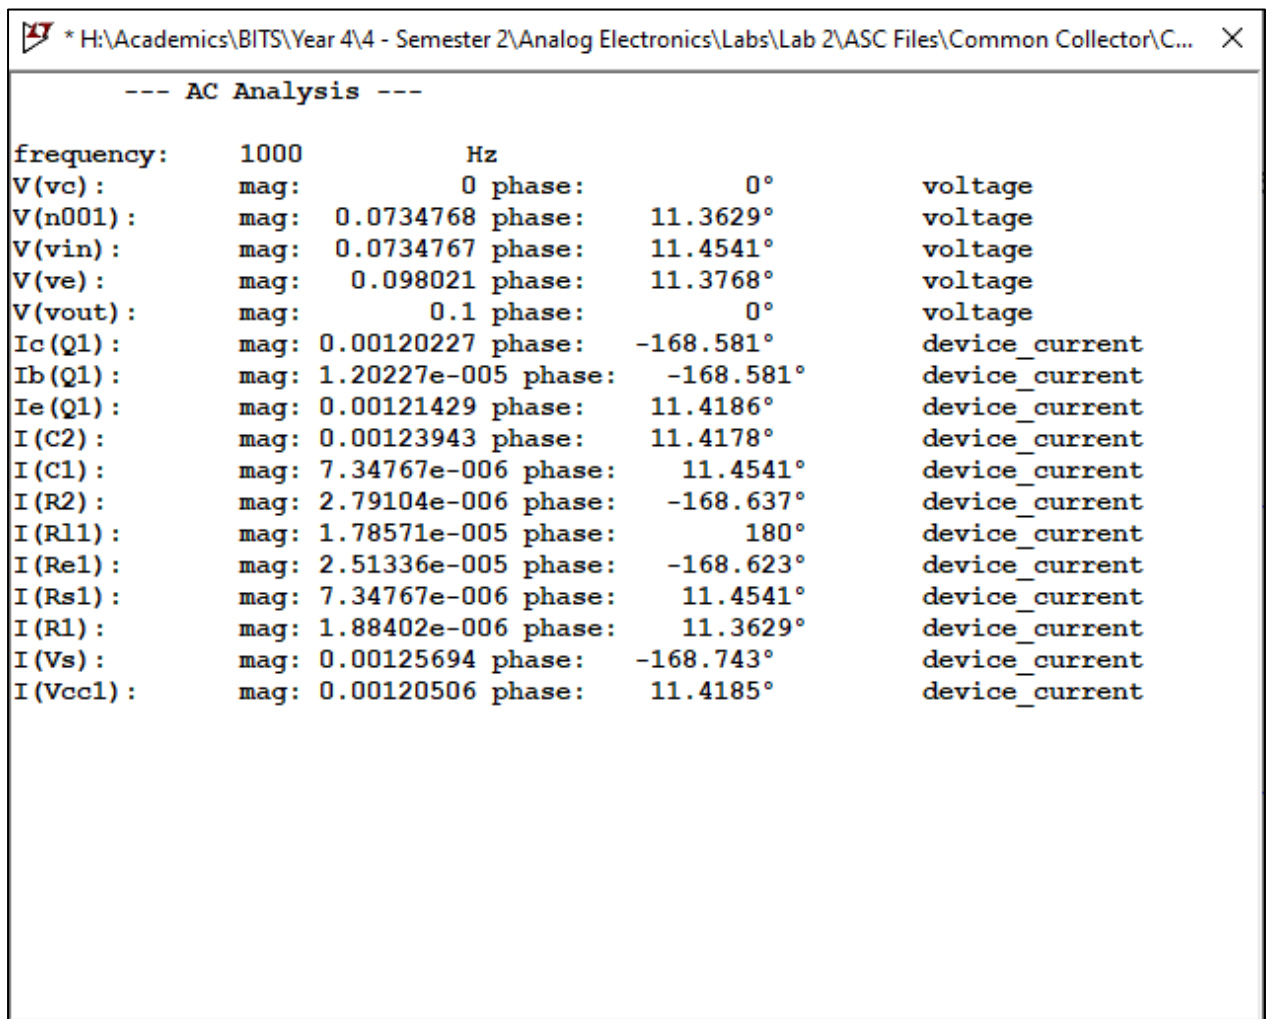 * H:\Academics\BITS\Year 4\4 - Semester 2\Analog Electronics\Labs\Lab 2\ASC Files\Common Collector\C...
--- AC Analysis ---
frequency: 1000 Hz
V(vc): mag: 0 phase: 0° voltage
V(n001): mag: 0.0734768 phase: 11.3629° voltage
V(vin): mag: 0.0734767 phase: 11.4541° voltage
V(ve): mag: 0.098021 phase: 11.3768° voltage
V(vout): mag: 0.1 phase: 0° voltage
Ic(Q1): mag: 0.00120227 phase: -168.581° device_current
Ib(Q1): mag: 1.20227e-005 phase: -168.581° device_current
Ie(Q1): mag: 0.00121429 phase: 11.4186° device_current
I(C2): mag: 0.00123943 phase: 11.4178° device_current
I(C1): mag: 7.34767e-006 phase: 11.4541° device_current
I(R2): mag: 2.79104e-006 phase: -168.637° device_current
I(Rl1): mag: 1.78571e-005 phase: 180° device_current
I(Re1): mag: 2.51336e-005 phase: -168.623° device_current
I(Rs1): mag: 7.34767e-006 phase: 11.4541° device_current
I(R1): mag: 1.88402e-006 phase: 11.3629° device_current
I(Vs): mag: 0.00125694 phase: -168.743° device_current
I(Vcc1): mag: 0.00120506 phase: 11.4185° device_current